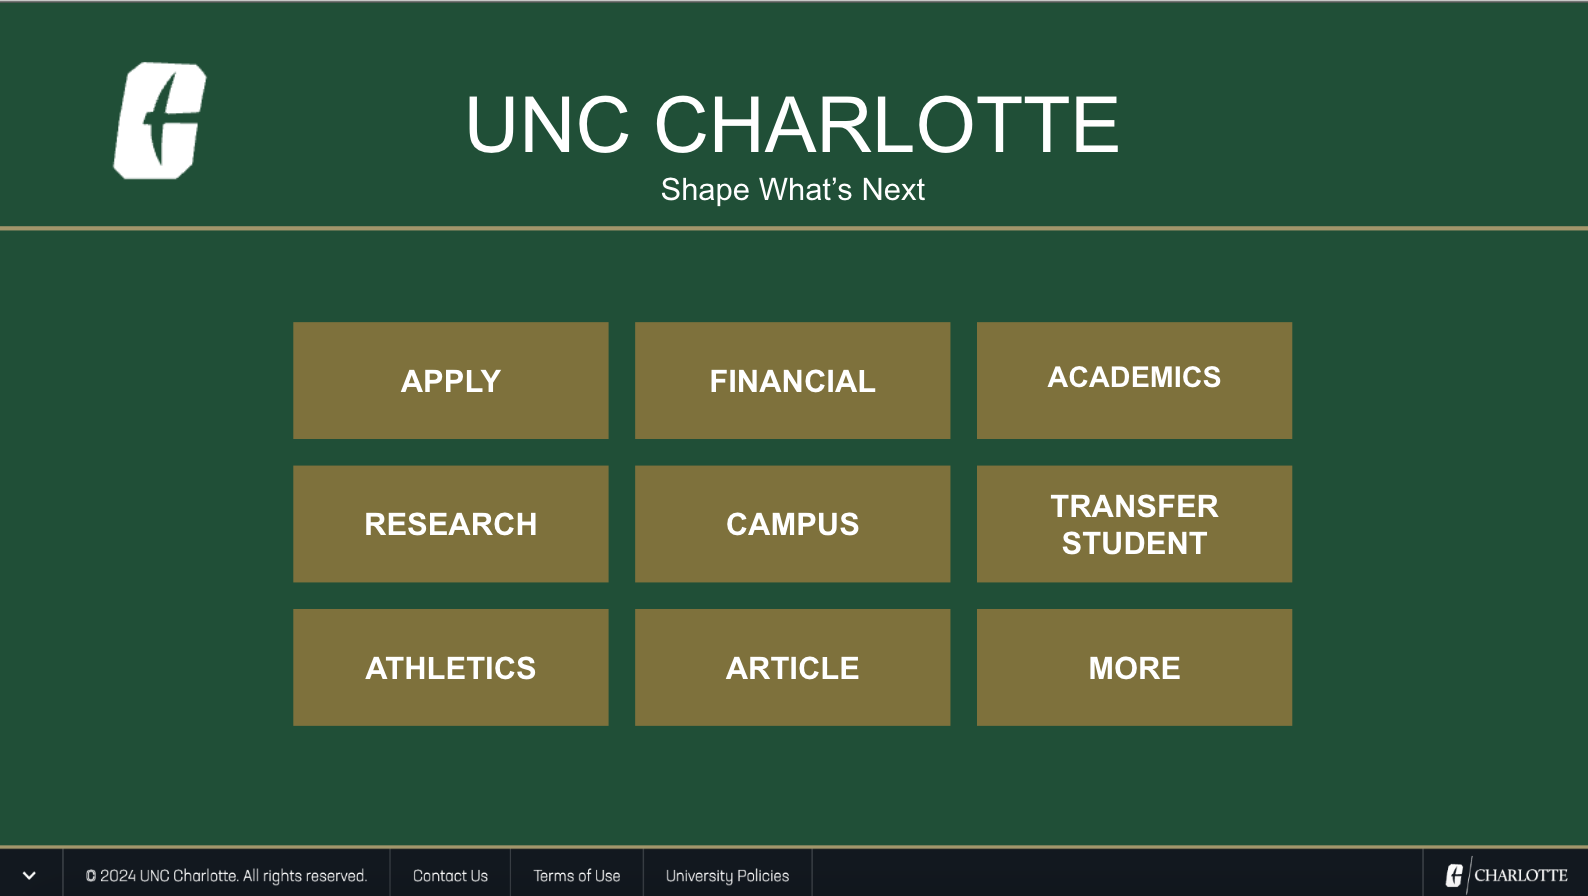 UNC CHARLOTTE
Shape What’s Next
APPLY
FINANCIAL
ACADEMICS
RESEARCH
CAMPUS
TRANSFER
STUDENT
ATHLETICS
ARTICLE
MORE
© 2024 UNC Charlotte. All rights reserved.
Contact Us
Terms of Use
University Policies
CHARLOTTE